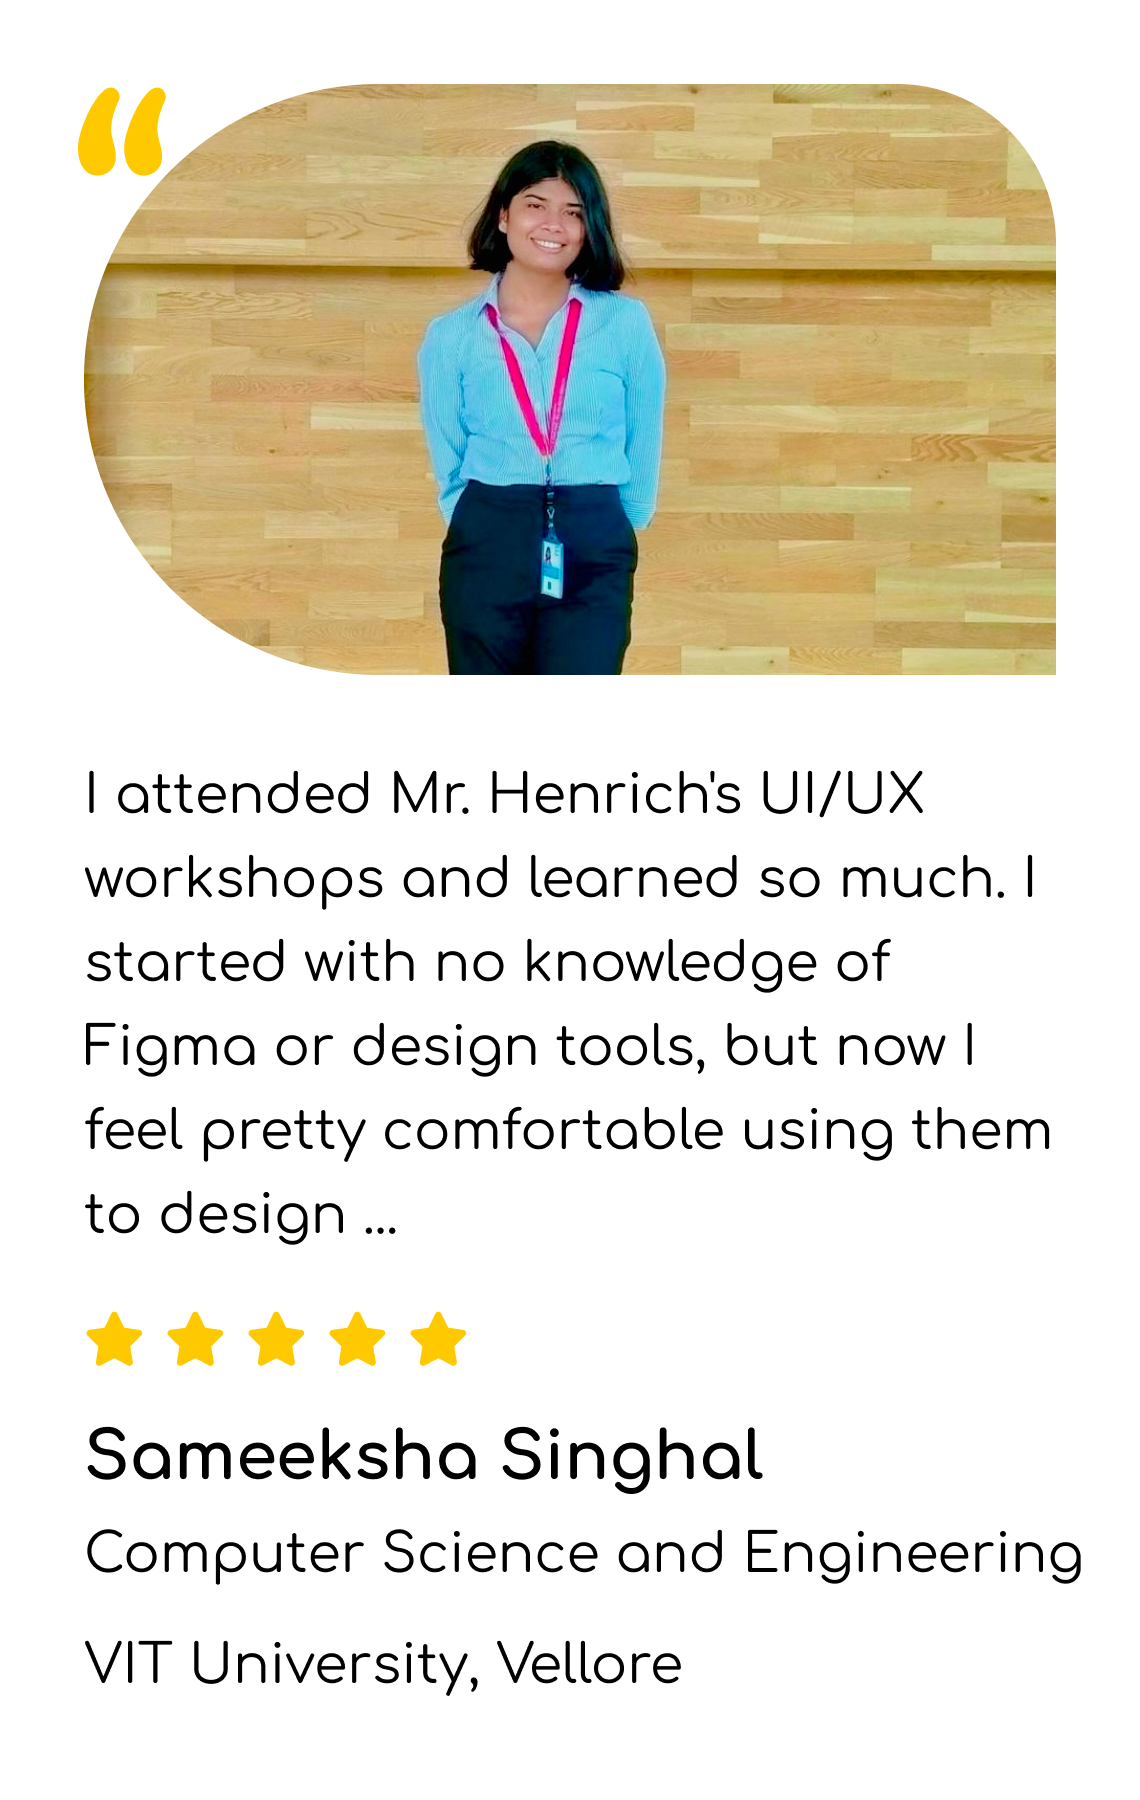 “
I attended Mr. Henrich's UI/UX
workshops and learned so much. I
started with no knowledge of
Figma or design tools, but now I
feel pretty comfortable using them
to design ...
Sameeksha Singhal
Computer Science and Engineering
VIT University, Vellore